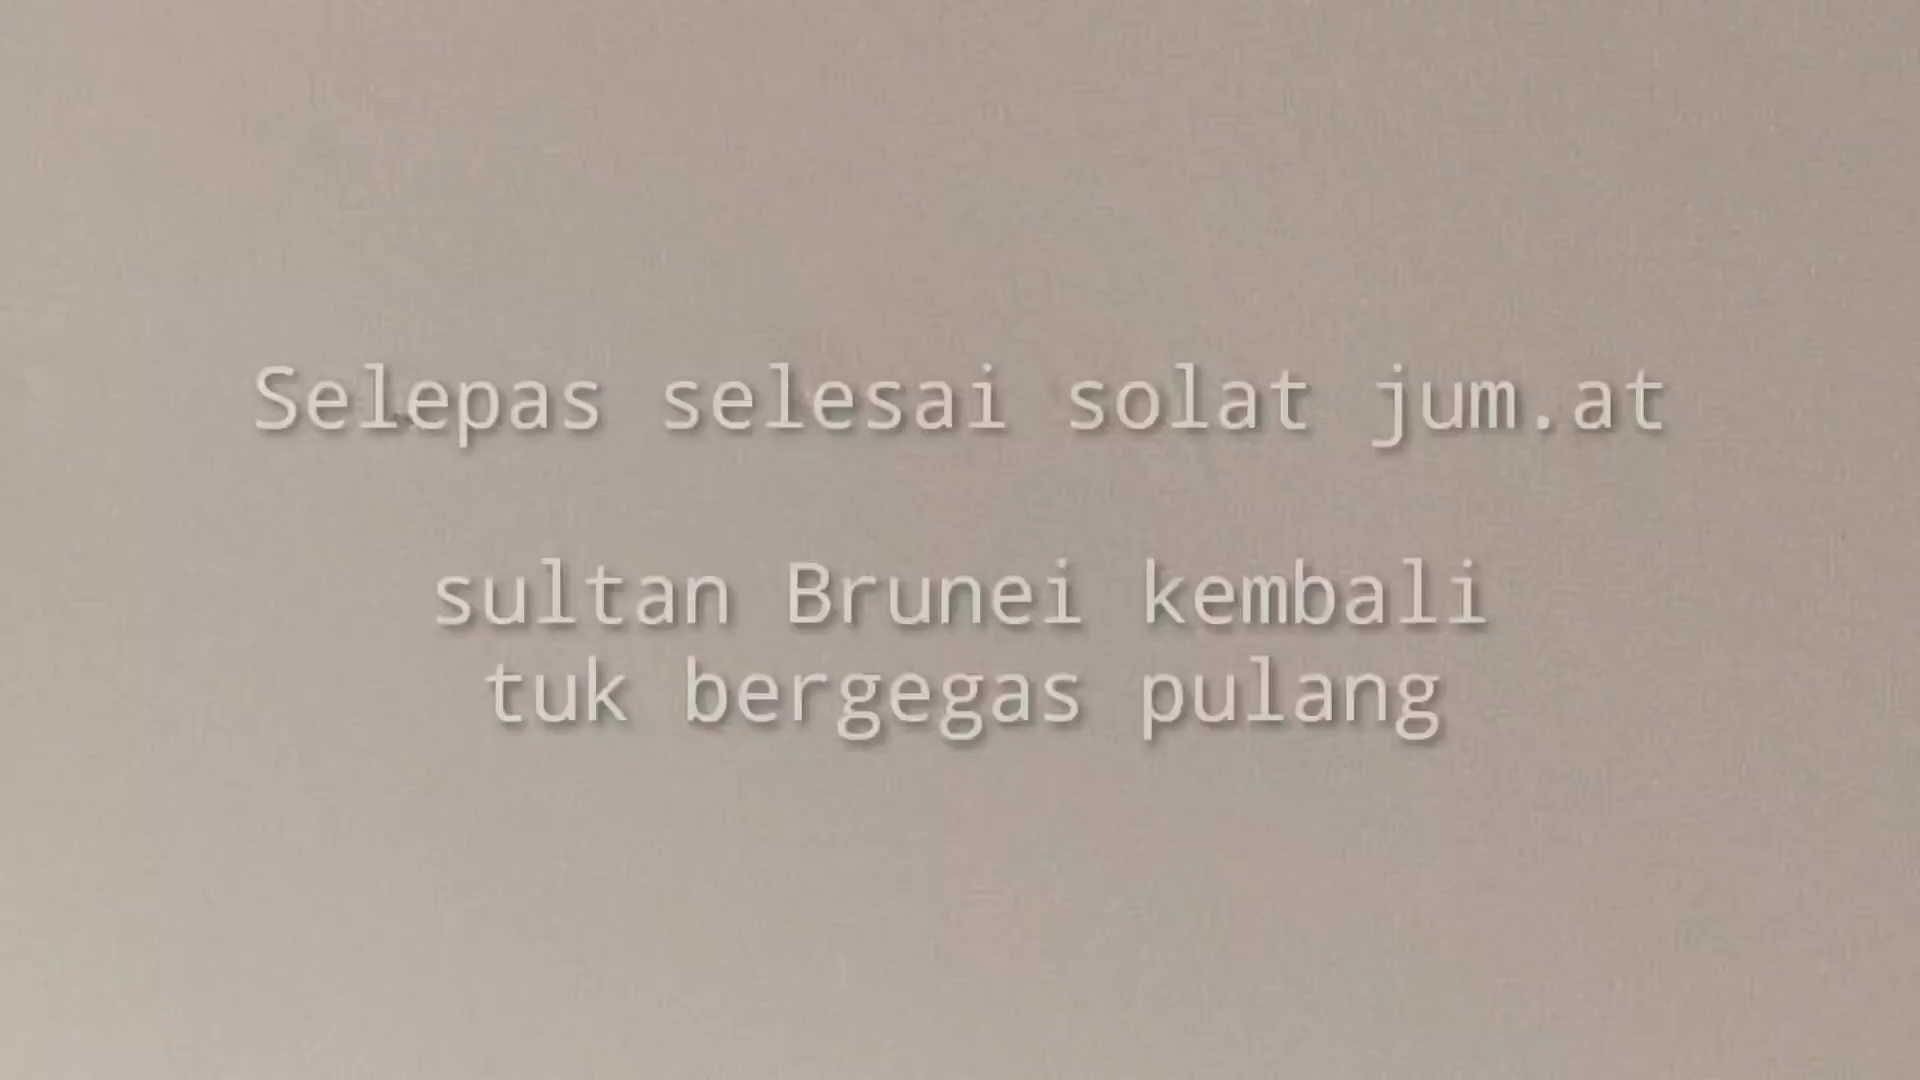 Selepas selesai solat jum.at
sultan Brunei kembali
tuk bergegas pulang